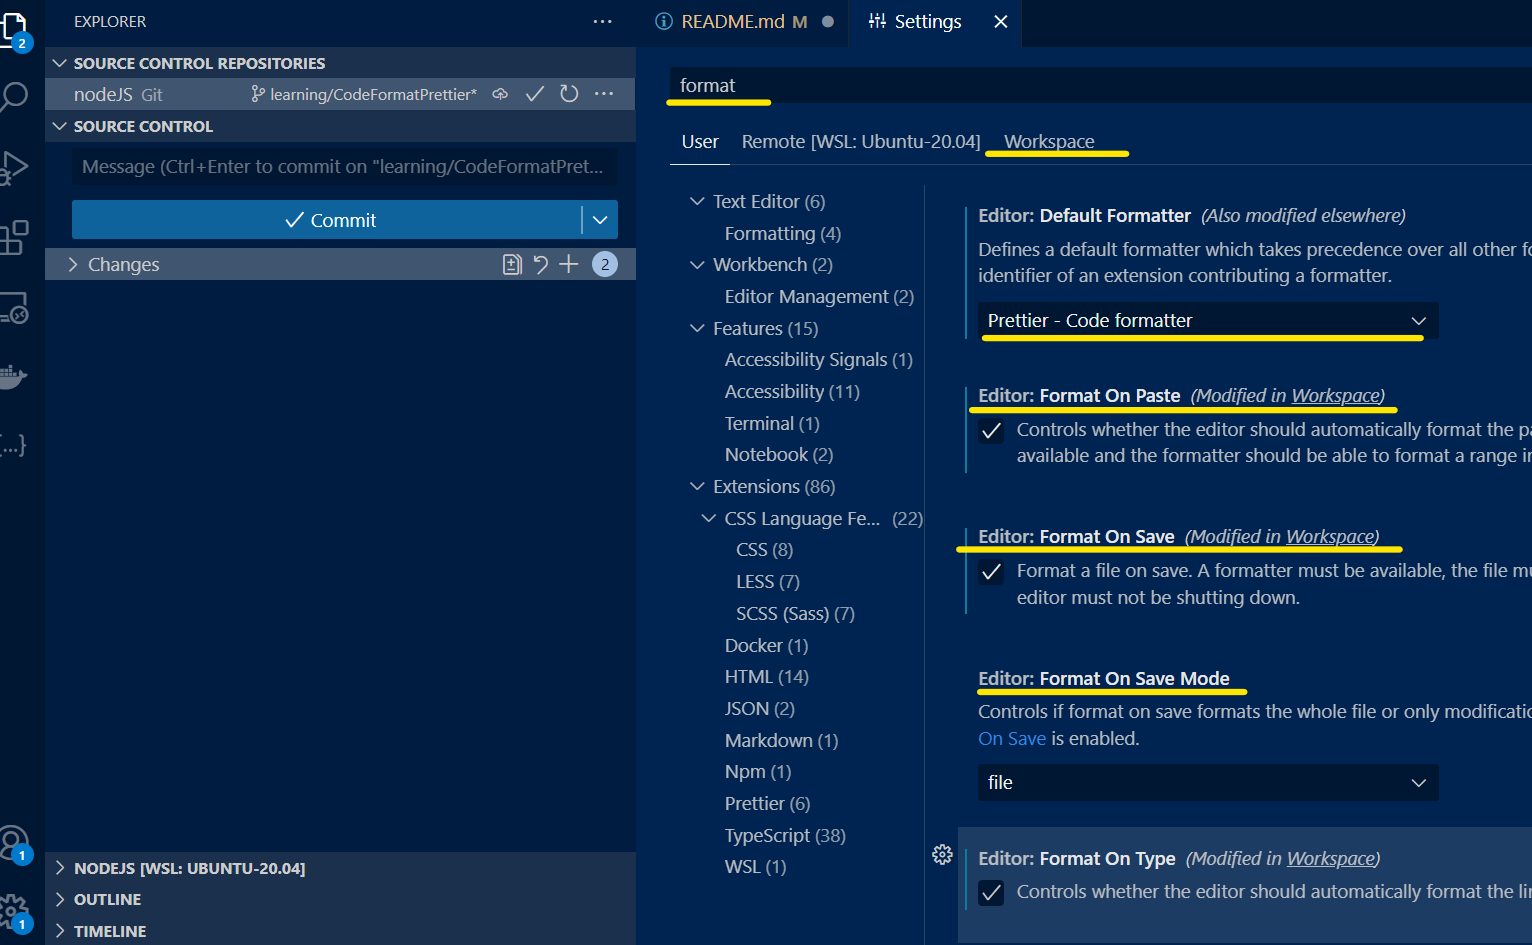 EXPLORER
README.md M
Settings
2
SOURCE CONTROL REPOSITORIES
nodeJS Git
learning/CodeFormatPrettier*
SOURCE CONTROL
Message (Ctrl+Enter to commit on "learning/CodeFormatPret...
Commit
Changes
2
format
User
Remote [WSL: Ubuntu-20.04]
Workspace
Text Editor (6)
Formatting (4)
Workbench (2)
Editor Management (2)
Features (15)
Accessibility Signals (1)
Accessibility (11)
Terminal (1)
Notebook (2)
Extensions (86)
CSS Language Fe... (22)
CSS (8)
LESS (7)
SCSS (Sass) (7)
Docker (1)
HTML (14)
JSON (2)
Markdown (1)
Npm (1)
Prettier (6)
TypeScript (38)
WSL (1)
Editor: Default Formatter (Also modified elsewhere)
Defines a default formatter which takes precedence over all other
identifier of an extension contributing a formatter.
Prettier - Code formatter
Editor: Format On Paste (Modified in Workspace)
Controls whether the editor should automatically format the
available and the formatter should be able to format a range
Editor: Format On Save (Modified in Workspace)
Format a file on save. A formatter must be available, the file
editor must not be shutting down.
Editor: Format On Save Mode
Controls if format on save formats the whole file or only
On Save is enabled.
file
Editor: Format On Type (Modified in Workspace)
Controls whether the editor should automatically format the
NODEJS [WSL: UBUNTU-20.04]
OUTLINE
TIMELINE
1
1